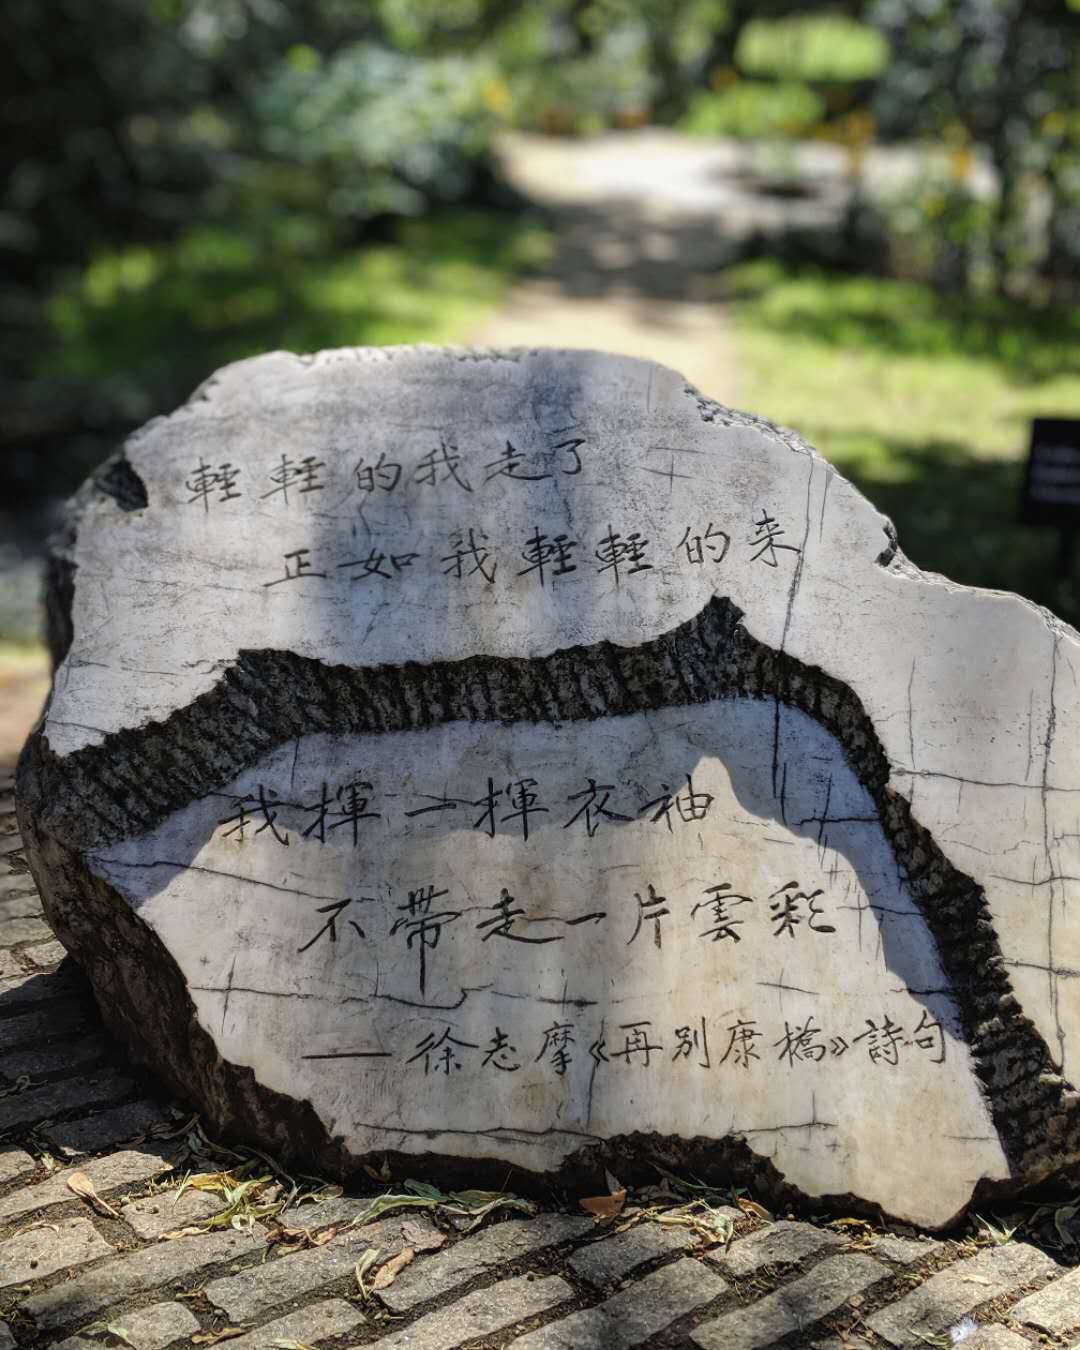 輕輕的我走了
正如我輕輕的来
我揮一揮衣袖
不帶走一片雲彩
——徐志摩《再別康橋》詩句